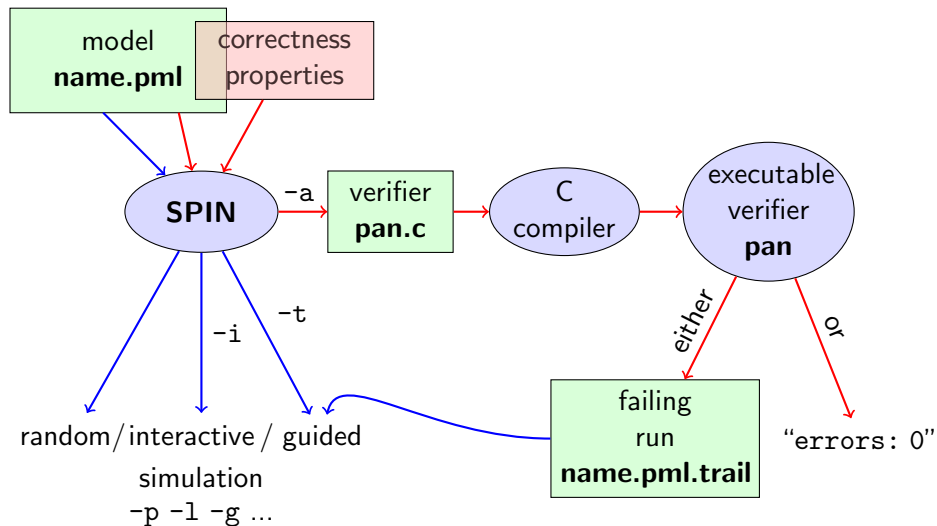 model
name.pml
correctness
properties
SPIN
-a
verifier
pan.c
C
compiler
executable
verifier
pan
-i
-t
either
or
random/interactive/guided
simulation
-p -l -g ...
failing
run
name.pml.trail
“errors: 0”